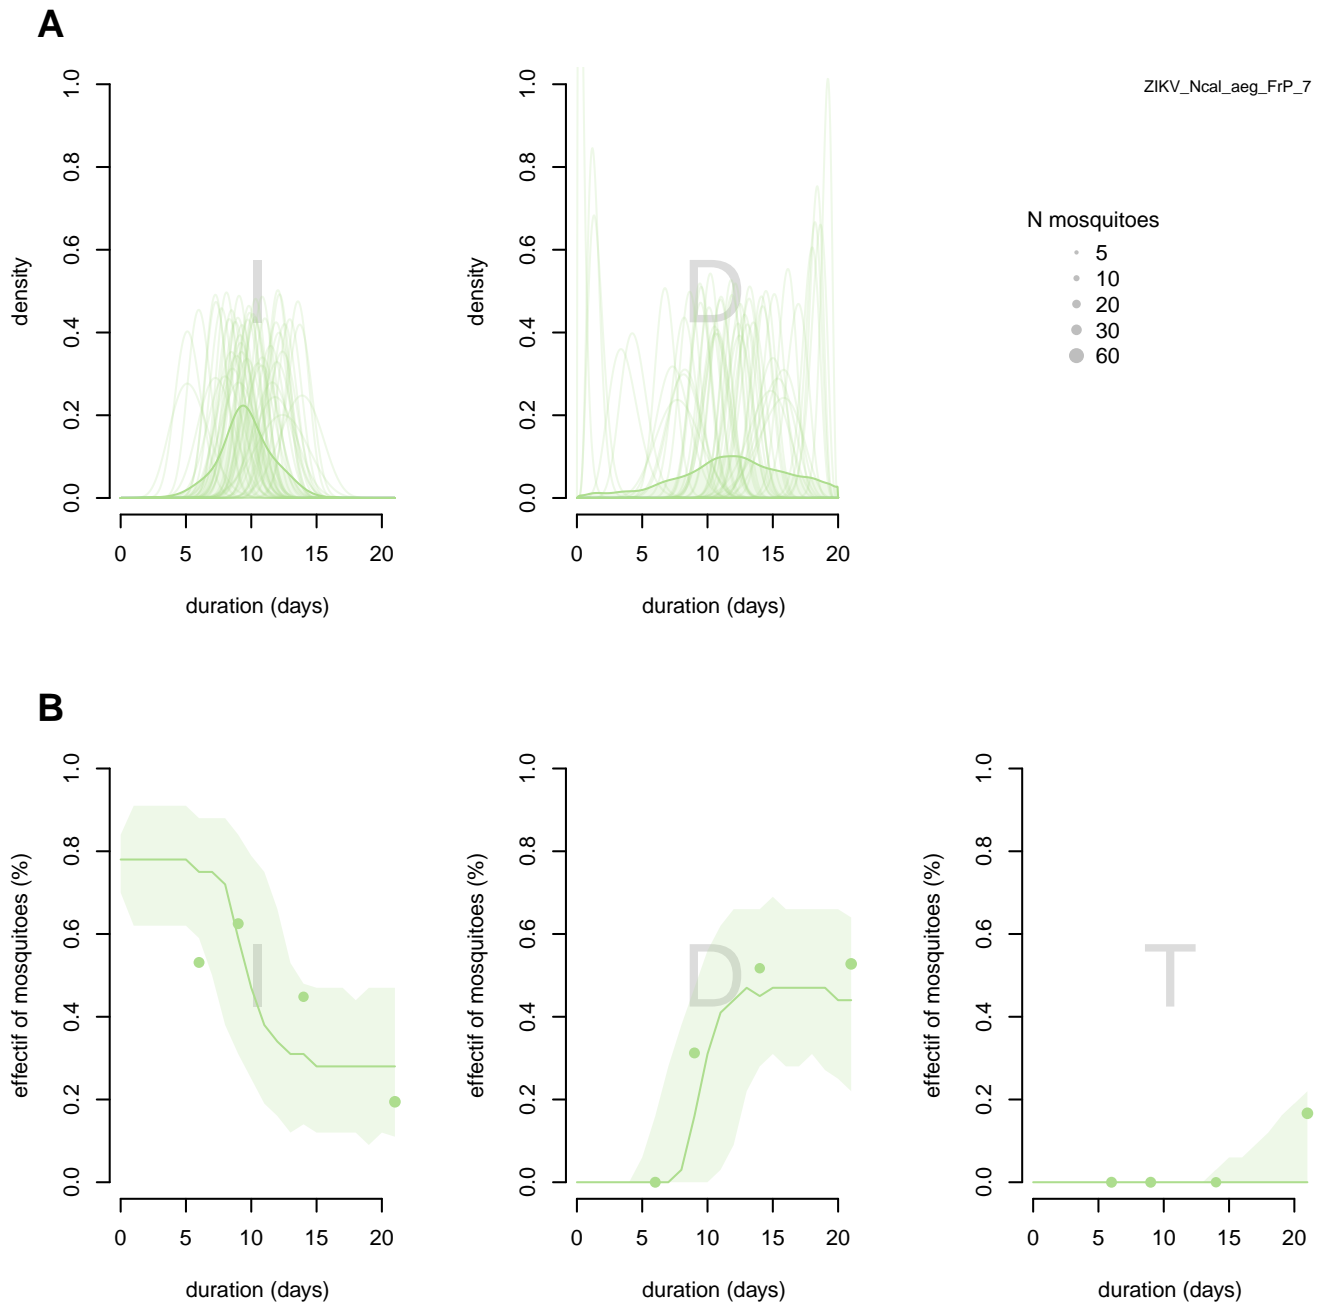 A
1.0
0.8
0.6
0.4
0.2
0.0
density
I
0 5 10 15 20
duration (days)
1.0
0.8
0.6
0.4
0.2
0.0
density
D
0 5 10 15 20
duration (days)
ZIKV_Ncal_aeg_FrP_7
N mosquitoes
5
10
20
30
60
B
1.0
0.8
0.6
0.4
0.2
0.0
effectif of mosquitoes (%)
I
0 5 10 15 20
duration (days)
1.0
0.8
0.6
0.4
0.2
0.0
effectif of mosquitoes (%)
D
0 5 10 15 20
duration (days)
1.0
0.8
0.6
0.4
0.2
0.0
effectif of mosquitoes (%)
T
0 5 10 15 20
duration (days)